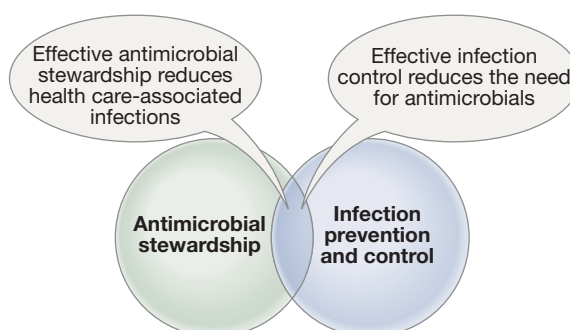 Effective antimicrobial
stewardship reduces
health care-associated
infections
Effective infection
control reduces the need
for antimicrobials
Antimicrobial
stewardship
Infection
prevention
and control